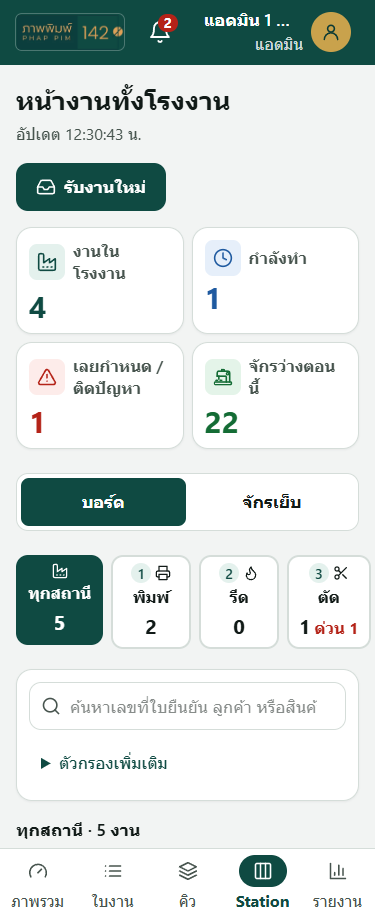 ภาพพิมพ์
PHAP PIM
142
2
แอดมิน 1 ...
แอดมิน
หน้างานทั้งโรงงาน
อัปเดต 12:30:43 น.
รับงานใหม่
งานใน
โรงงาน
4
กำลังทำ
1
เลยกำหนด /
ติดปัญหา
1
จักรว่างตอน
นี้
22
บอร์ด
จักรเย็บ
ทุกสถานี
5
1
พิมพ์
2
2
รีด
0
3
ตัด
1 ด่วน 1
ค้นหาเลขที่ใบยืนยัน ลูกค้า หรือสินค้
ตัวกรองเพิ่มเติม
ทุกสถานี · 5 งาน
ภาพรวม
ใบงาน
คิว
Station
รายงาน